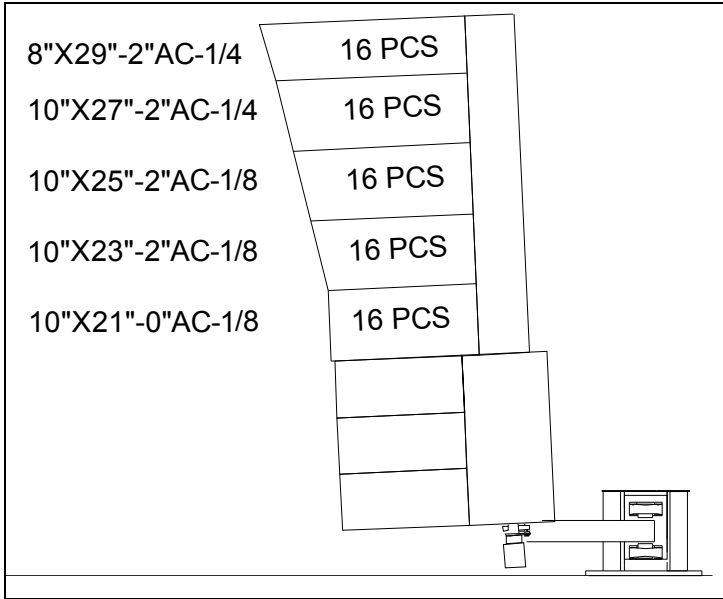 8"X29"-2"AC-1/4 16 PCS
10"X27"-2"AC-1/4 16 PCS
10"X25"-2"AC-1/8 16 PCS
10"X23"-2"AC-1/8 16 PCS
10"X21"-0"AC-1/8 16 PCS